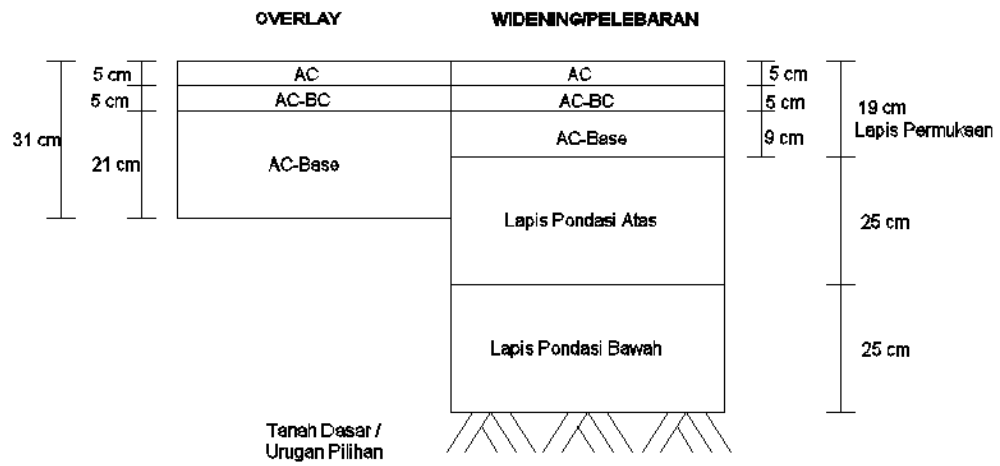 OVERLAY
WIDENING/PELEBARAN
5 cm
AC
AC
5 cm
5 cm
AC-BC
AC-BC
5 cm
19 cm
Lapis Permukaan
31 cm
21 cm
AC-Base
AC-Base
9 cm
Lapis Pondasi Atas
25 cm
Lapis Pondasi Bawah
25 cm
Tanah Dasar /
Urugan Pilihan